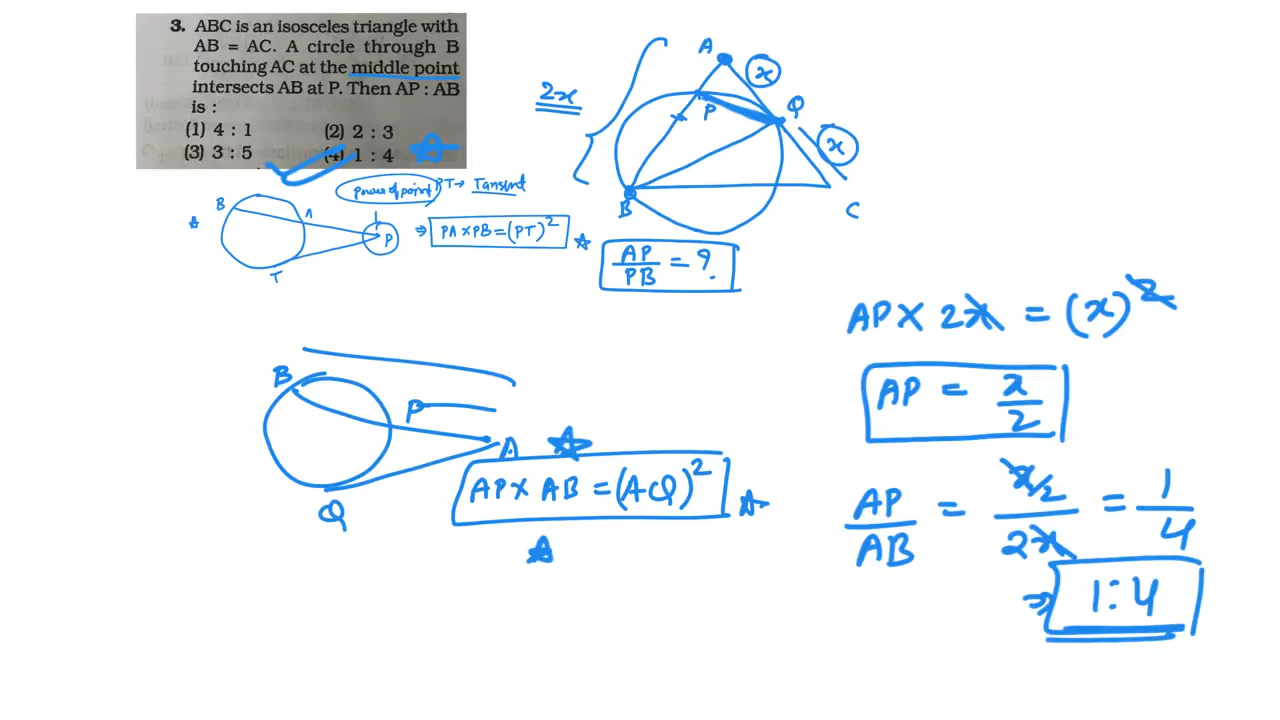 3. ABC is an isosceles triangle with
AB = AC. A circle through B
touching AC at the middle point
intersects AB at P. Then AP : AB
is :
(1) 4 : 1 (2) 2 : 3
(3) 3 : 5 (4) 1 : 4
A
x
2x
P
Q
x
B
C
Power of point PT → Tangent
B
A
P
T
⇒ PA × PB = (PT)²
AP/PB = ?
B
P
A
Q
AP × AB = (AQ)²
AP × 2x = (x)²
AP = x/2
AP/AB = x/2/2x = 1/4
⇒ 1:4